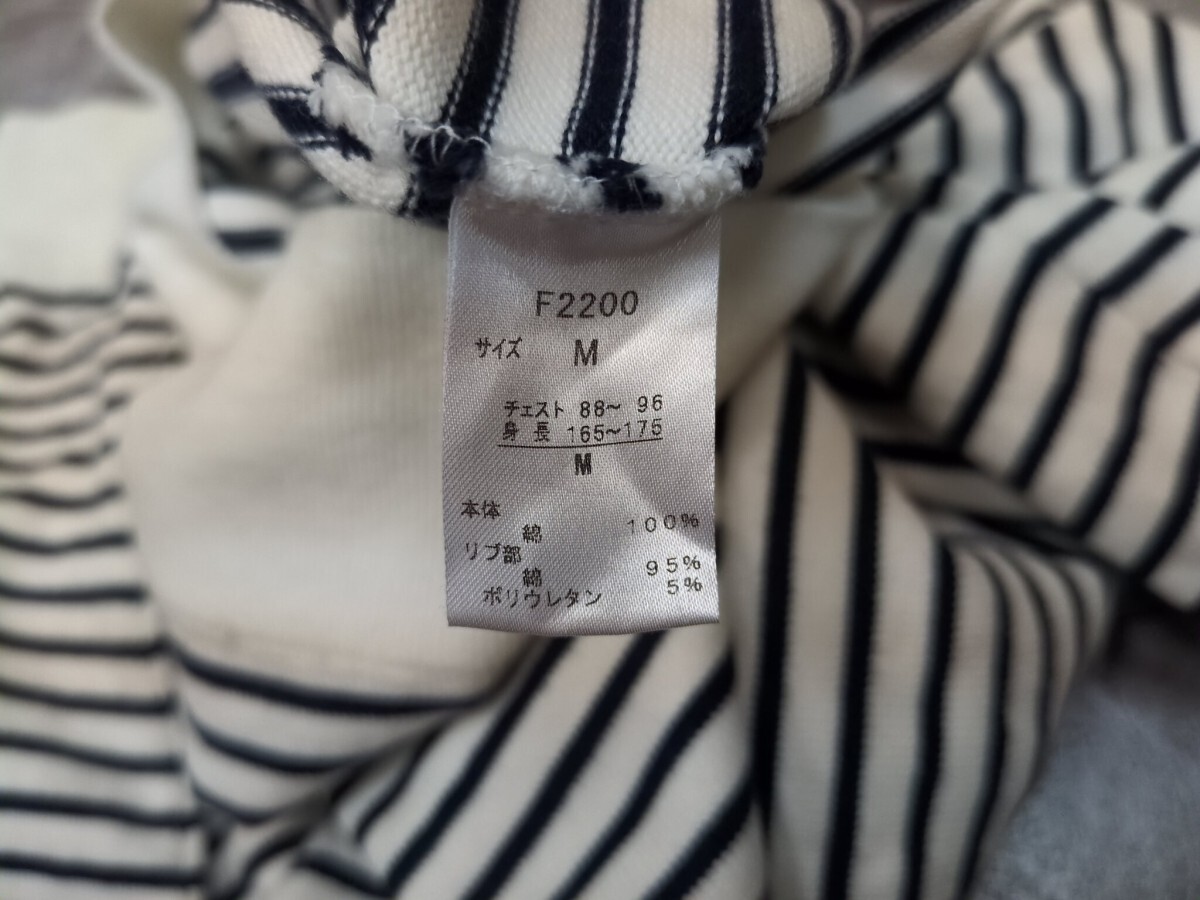 F2200
サイズ M
チェスト 88～ 96
身長 165～175
M
本体
綿 100%
リブ部
綿 95%
ポリウレタン 5%